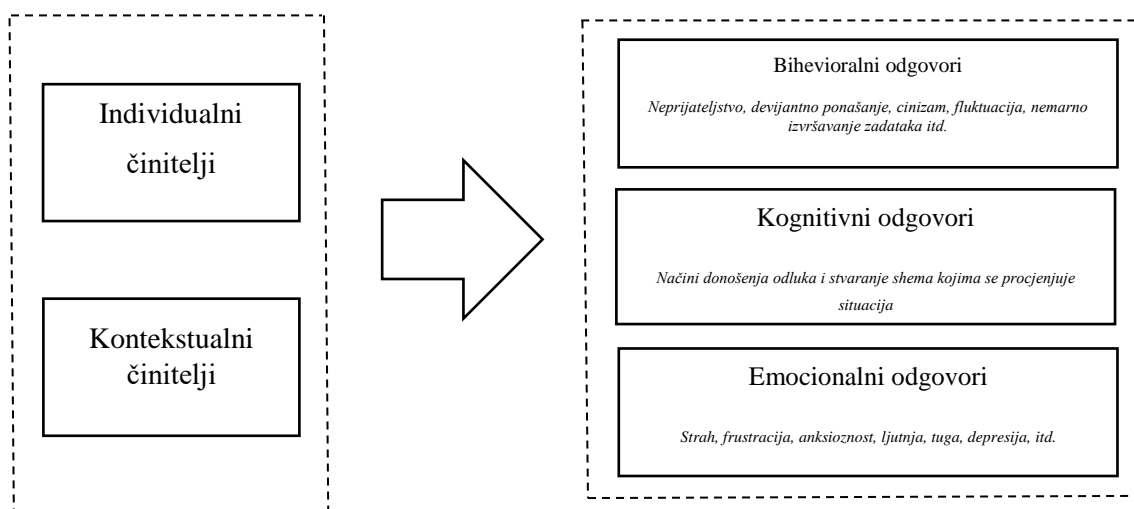 Individualni
činitelji
Kontekstualni
činitelji
Bihevioralni odgovori
Neprijateljstvo, devijantno ponašanje, cinizam, fluktuacija, nemarno
izvršavanje zadataka itd.
Kognitivni odgovori
Načini donošenja odluka i stvaranje shema kojima se procjenjuje
situacija
Emocionalni odgovori
Strah, frustracija, anksioznost, ljutnja, tuga, depresija, itd.